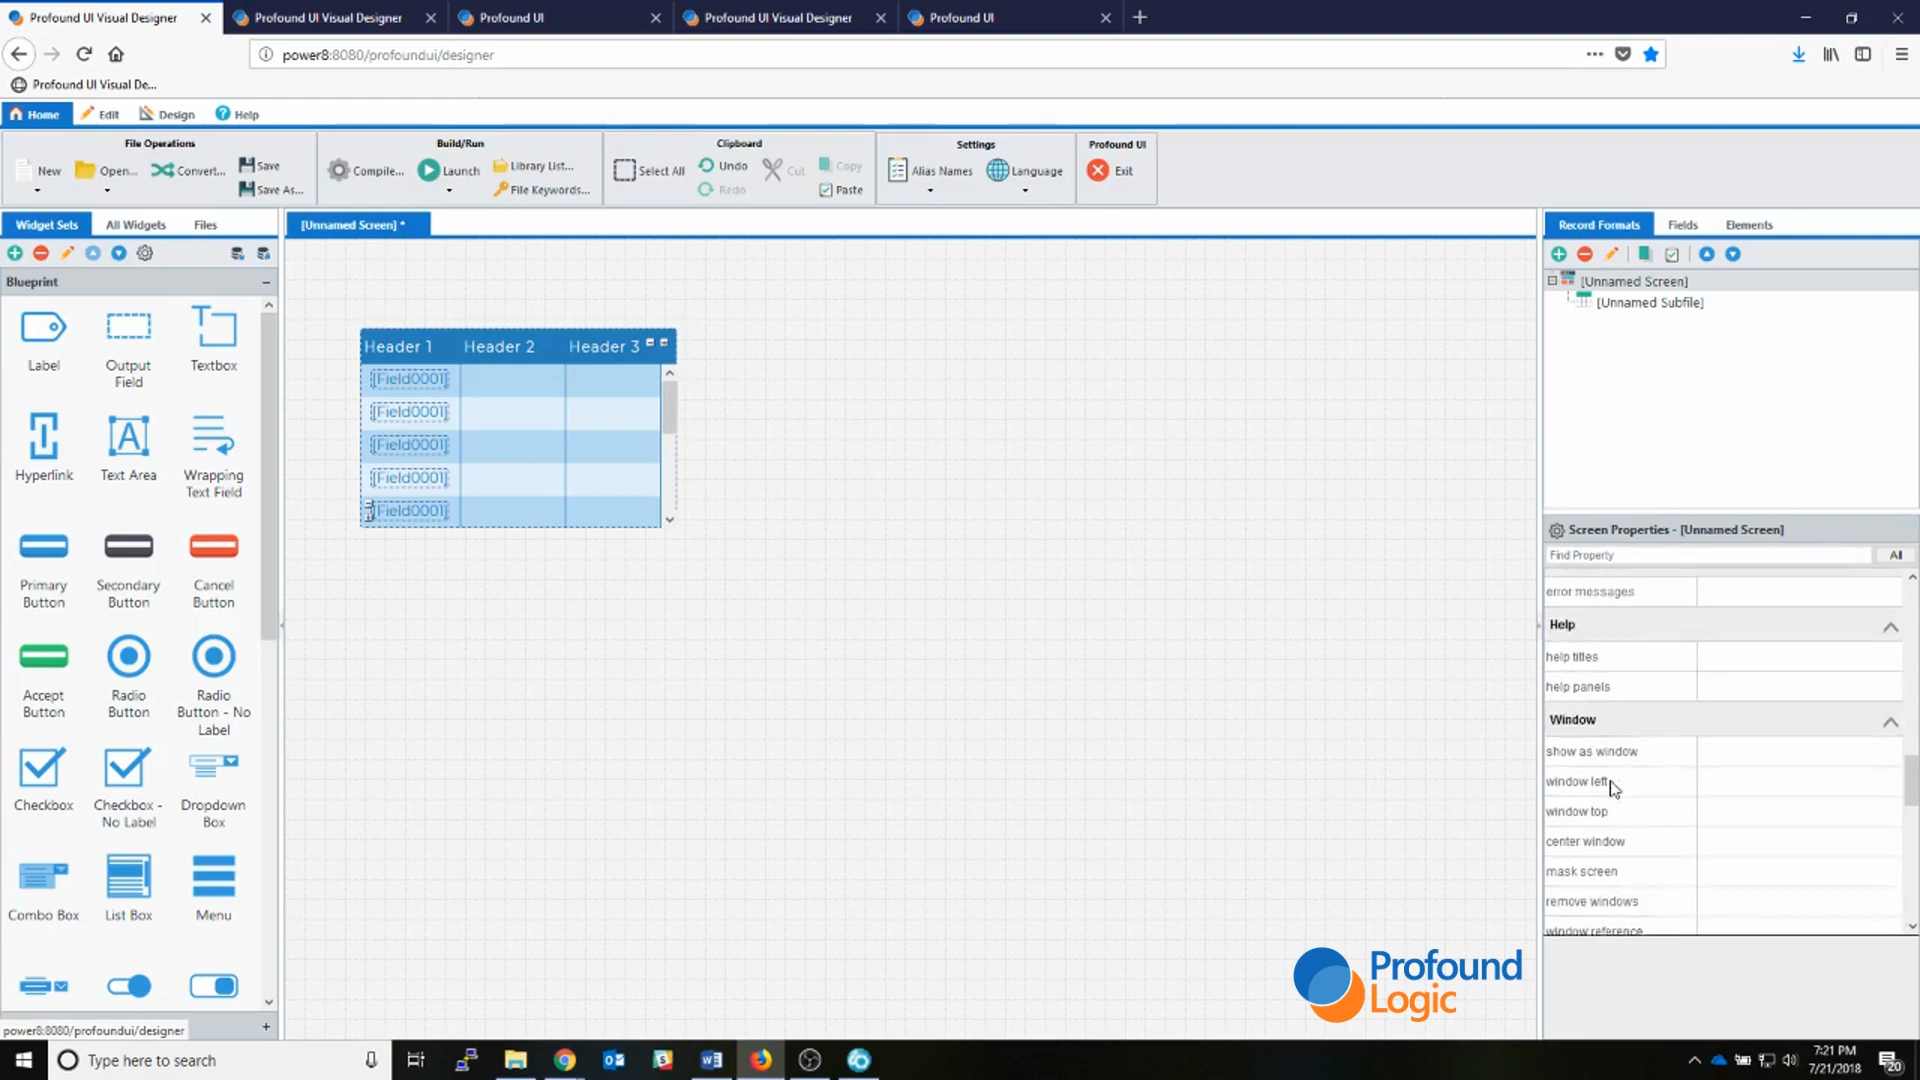 Profound UI Visual Designer
Profound UI Visual Designer
Profound UI
Profound UI Visual Designer
Profound UI
power8:8080/profoundui/designer
Profound UI Visual De...
Home
Edit
Design
Help
File Operations
Build/Run
Clipboard
Settings
Profound UI
New
Open...
Convert...
Save
Save As...
Compile...
Launch
Library List...
File Keywords...
Select All
Undo
Redo
Cut
Copy
Paste
Alias Names
Language
Exit
Widget Sets
All Widgets
Files
Blueprint
Label
Output
Field
Textbox
Hyperlink
Text Area
Wrapping
Text Field
Primary
Button
Secondary
Button
Cancel
Button
Accept
Button
Radio
Button
Radio
Button - No
Label
Checkbox
Checkbox -
No Label
Dropdown
Box
Combo Box
List Box
Menu
power8:8080/profoundui/designer
[Unnamed Screen] *
Header 1
Header 2
Header 3
[Field0001]
[Field0001]
[Field0001]
[Field0001]
[Field0001]
Profound
Logic
Record Formats
Fields
Elements
[Unnamed Screen]
[Unnamed Subfile]
Screen Properties - [Unnamed Screen]
Find Property
All
error messages
Help
help titles
help panels
Window
show as window
window left
window top
center window
mask screen
remove windows
window reference
Type here to search
7:21 PM
7/21/2018
20